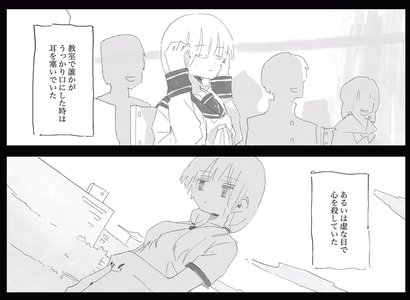 教室で誰かが
うっかり口にした時は
耳を塞いでいた
あるいは虚な目で
心を殺していた